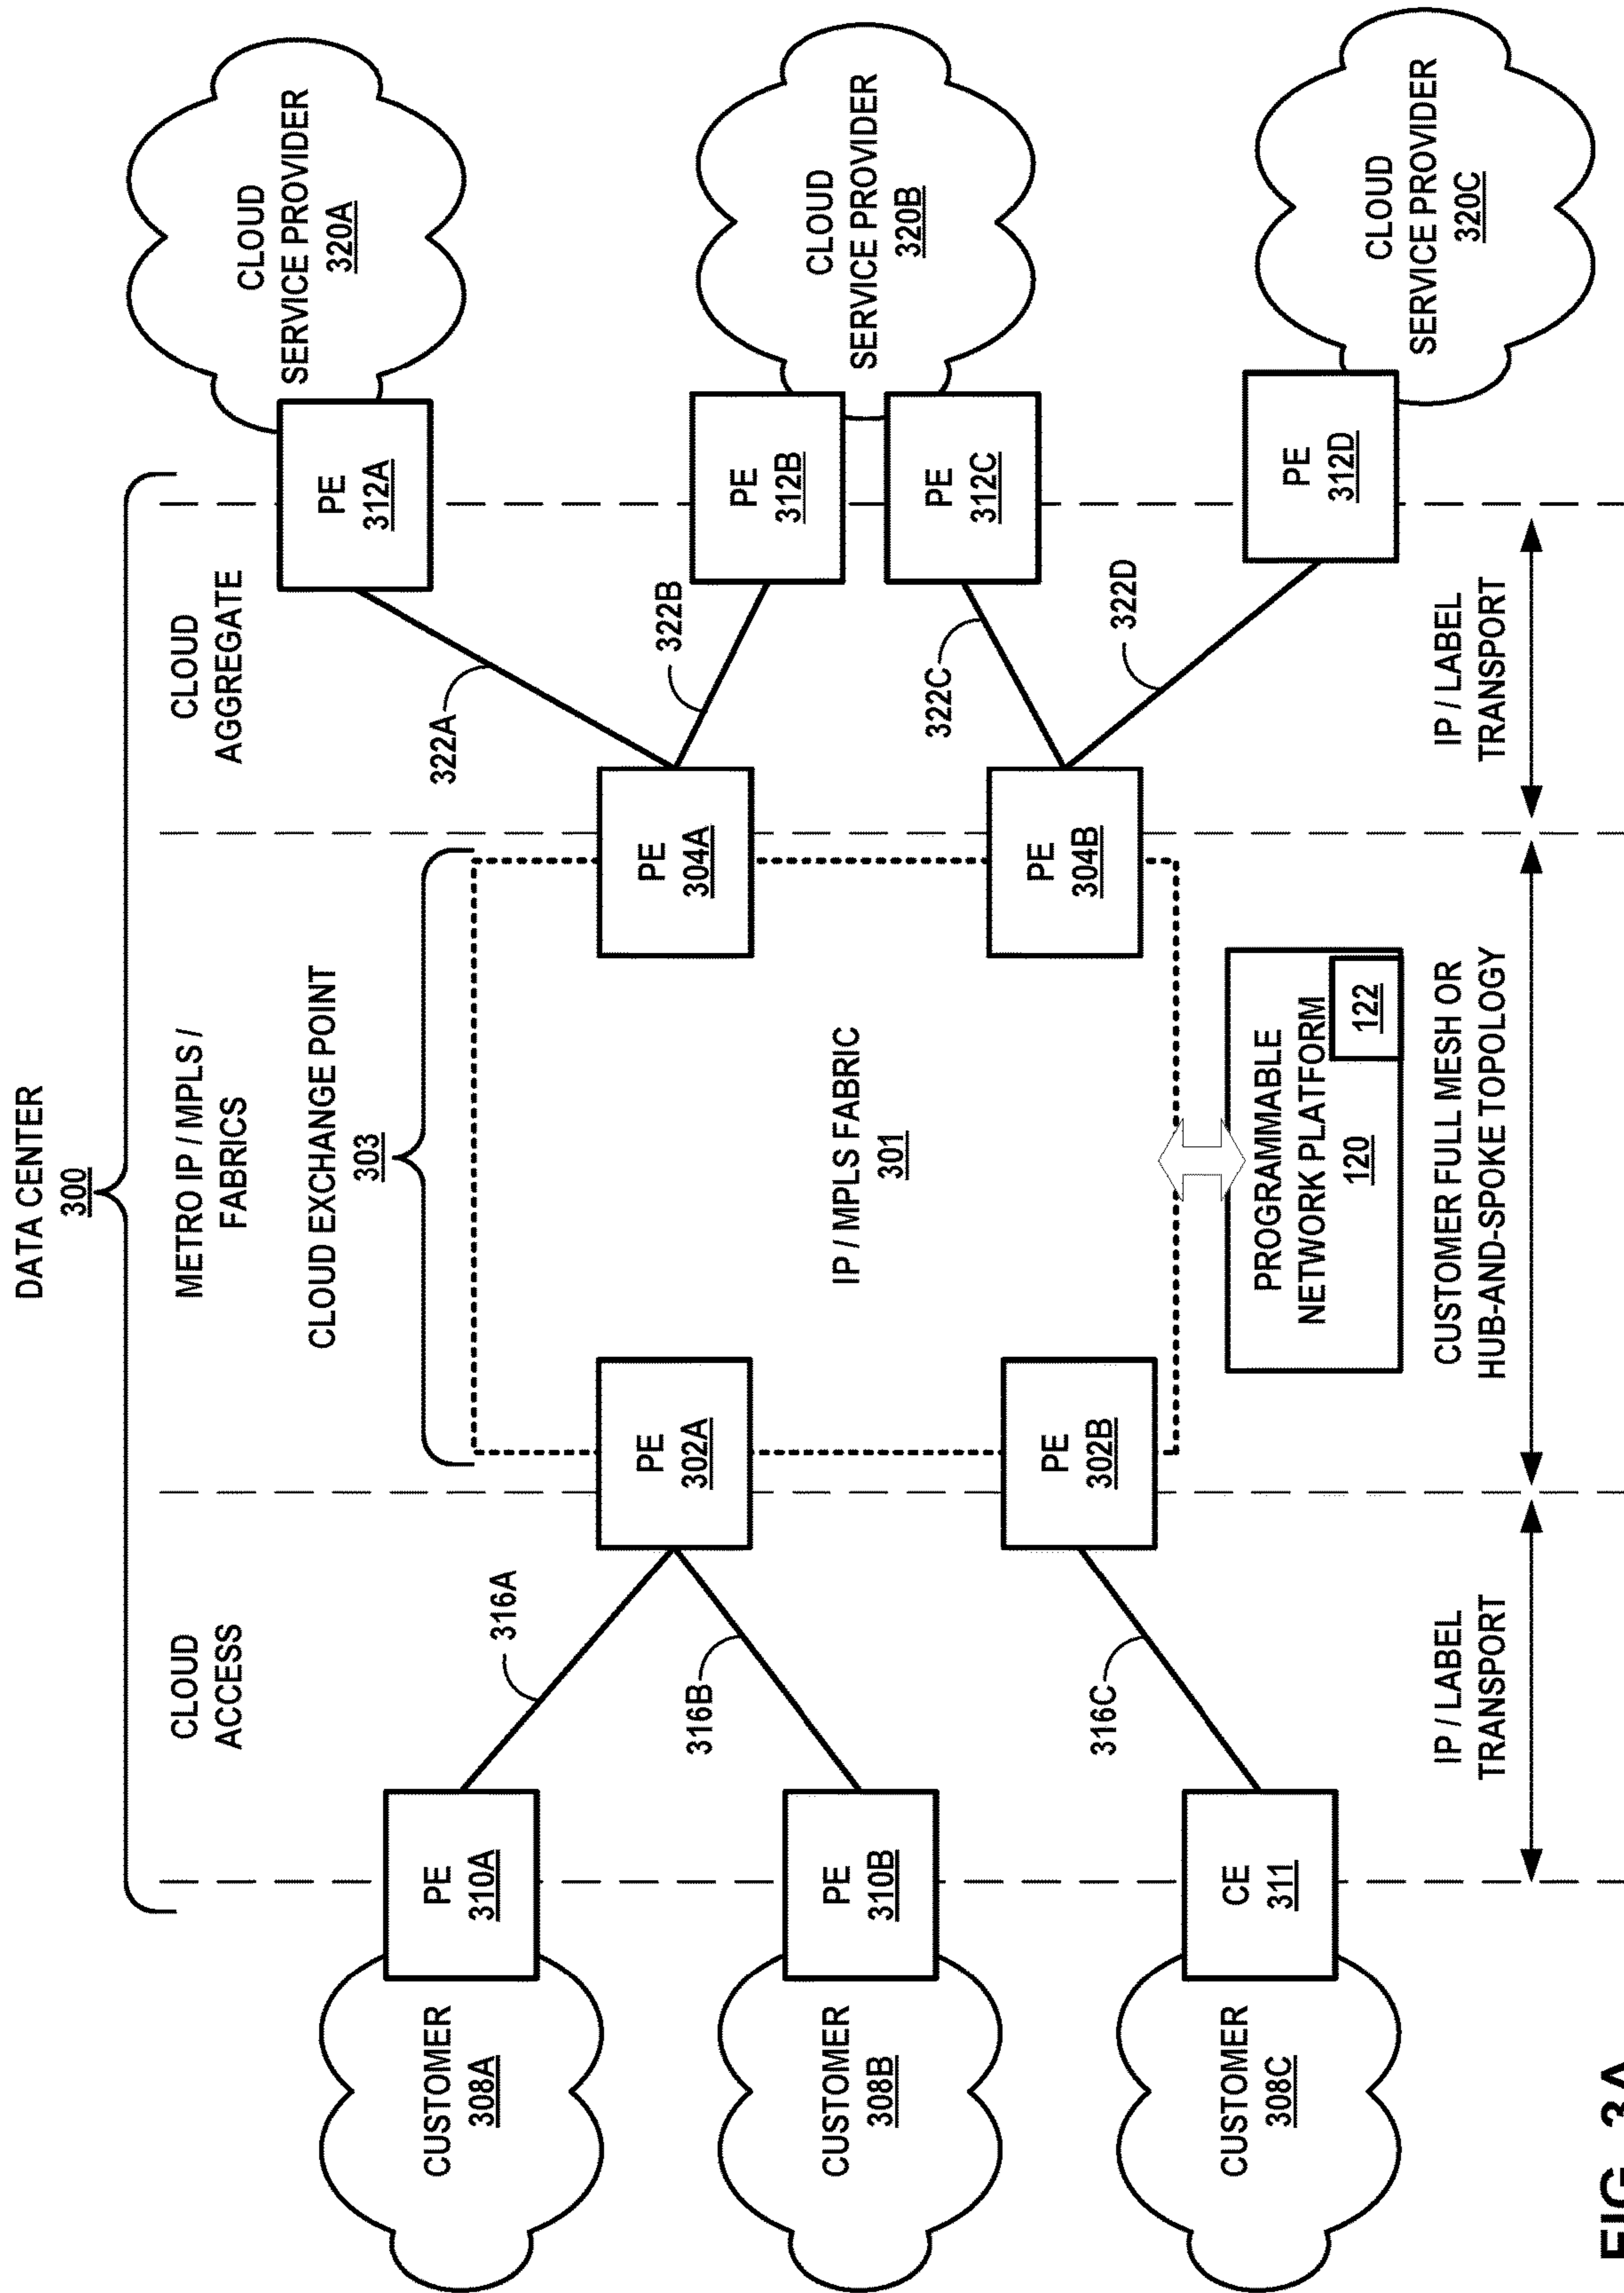 DATA CENTER
300
CLOUD
ACCESS
METRO IP / MPLS /
FABRICS
CLOUD
AGGREGATE
CLOUD EXCHANGE POINT
303
CUSTOMER
308A
PE
310A
316A
PE
302A
PE
304A
322A
PE
312A
CLOUD
SERVICE PROVIDER
320A
CUSTOMER
308B
PE
310B
316B
IP / MPLS FABRIC
301
322B
PE
312B
CLOUD
SERVICE PROVIDER
320B
322C
PE
312C
CUSTOMER
308C
CE
311
316C
PE
302B
PE
304B
322D
PE
312D
CLOUD
SERVICE PROVIDER
320C
PROGRAMMABLE
NETWORK PLATFORM
120
122
IP / LABEL
TRANSPORT
CUSTOMER FULL MESH OR
HUB-AND-SPOKE TOPOLOGY
IP / LABEL
TRANSPORT
FIG. 3A